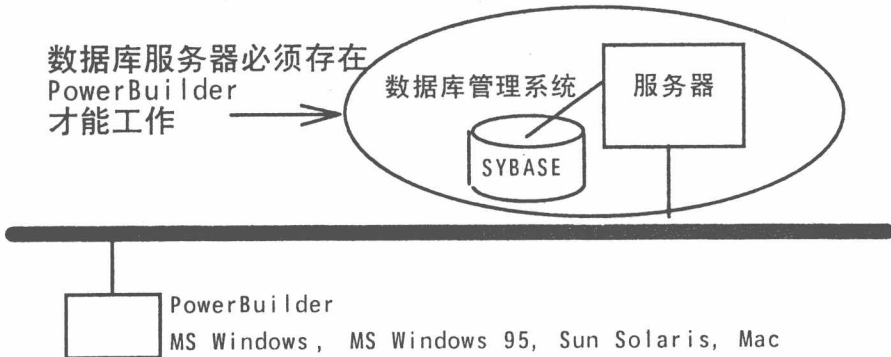 数据库服务器必须存在
PowerBuilder
才能工作
数据库管理系统
服务器
SYBASE
PowerBuilder
MS Windows, MS Windows 95, Sun Solaris, Mac